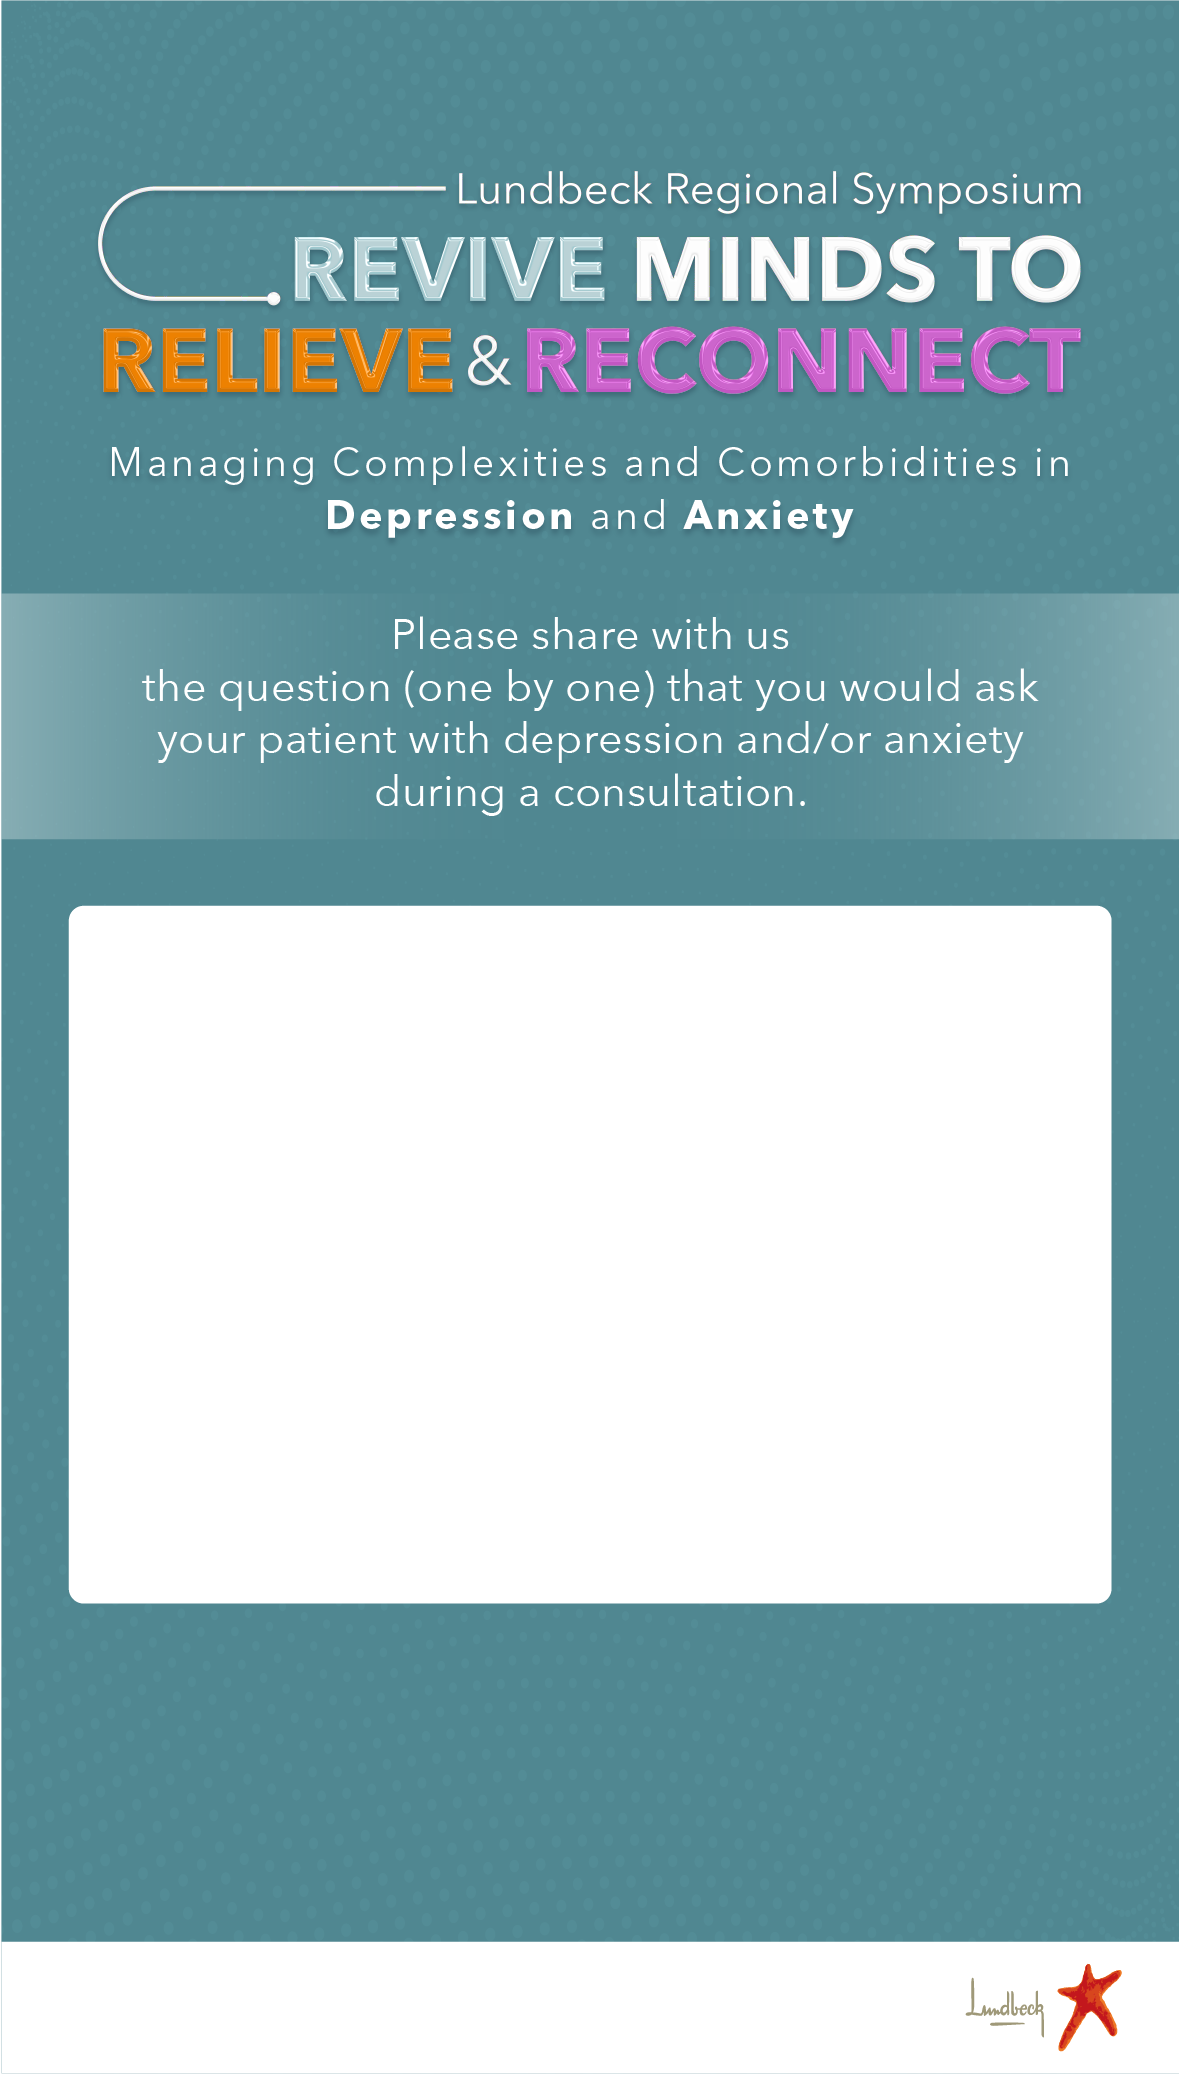 Lundbeck Regional Symposium
REVIVE MINDS TO
RELIEVE & RECONNECT
Managing Complexities and Comorbidities in
Depression and Anxiety
Please share with us
the question (one by one) that you would ask
your patient with depression and/or anxiety
during a consultation.
Lundbeck